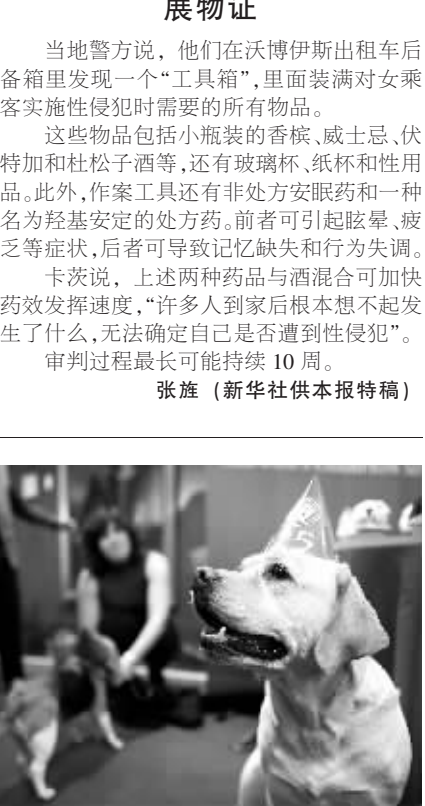 展物证
当地警方说，他们在沃博伊斯出租车后
备箱里发现一个“工具箱”，里面装满对女乘
客实施性侵犯时需要的所有物品。
这些物品包括小瓶装的香槟、威士忌、伏
特加和杜松子酒等，还有玻璃杯、纸杯和性用
品。此外，作案工具还有非处方安眠药和一种
名为羟基安定的处方药。前者可引起眩晕、疲
乏等症状，后者可导致记忆缺失和行为失调。
卡茨说，上述两种药品与酒混合可加快
药效发挥速度，“许多人到家后根本想不起发
生了什么，无法确定自己是否遭到性侵犯”。
审判过程最长可能持续 10 周。
张旌（新华社供本报特稿）